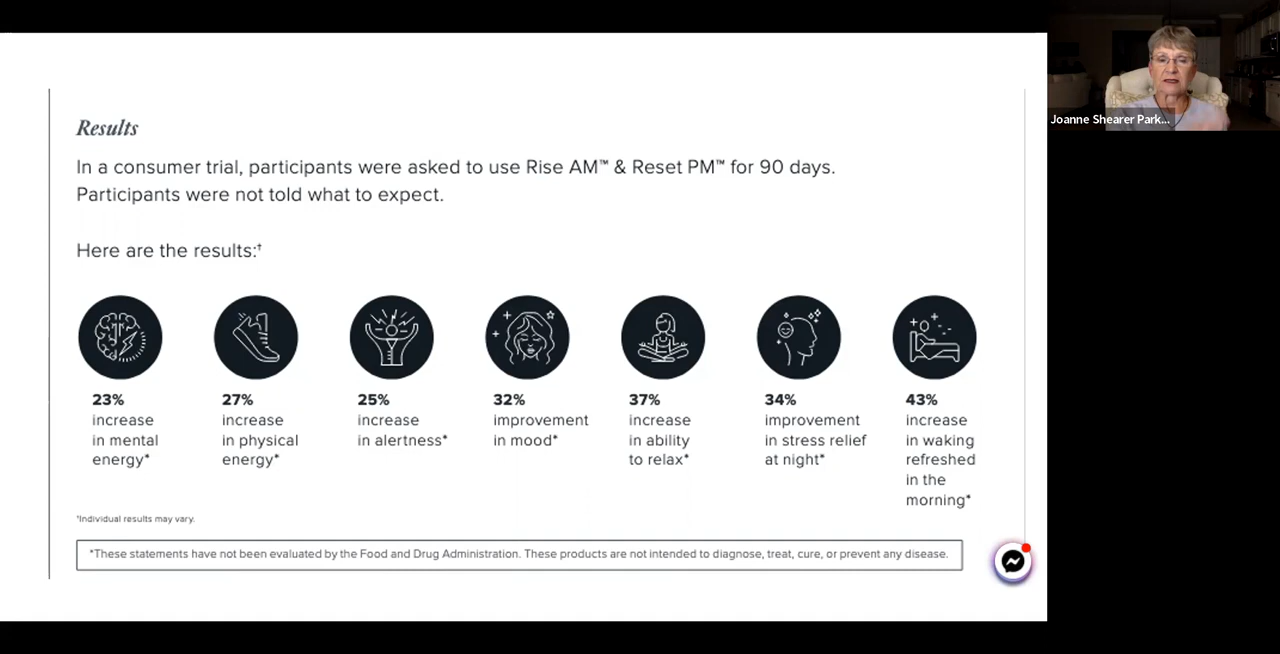 Results
In a consumer trial, participants were asked to use Rise AM™ & Reset PM™ for 90 days.
Participants were not told what to expect.
Here are the results:†
23%
increase
in mental
energy*
27%
increase
in physical
energy*
25%
increase
in alertness*
32%
improvement
in mood*
37%
increase
in ability
to relax*
34%
improvement
in stress relief
at night*
43%
increase
in waking
refreshed
in the
morning*
†Individual results may vary.
*These statements have not been evaluated by the Food and Drug Administration. These products are not intended to diagnose, treat, cure, or prevent any disease.
Joanne Shearer Park...